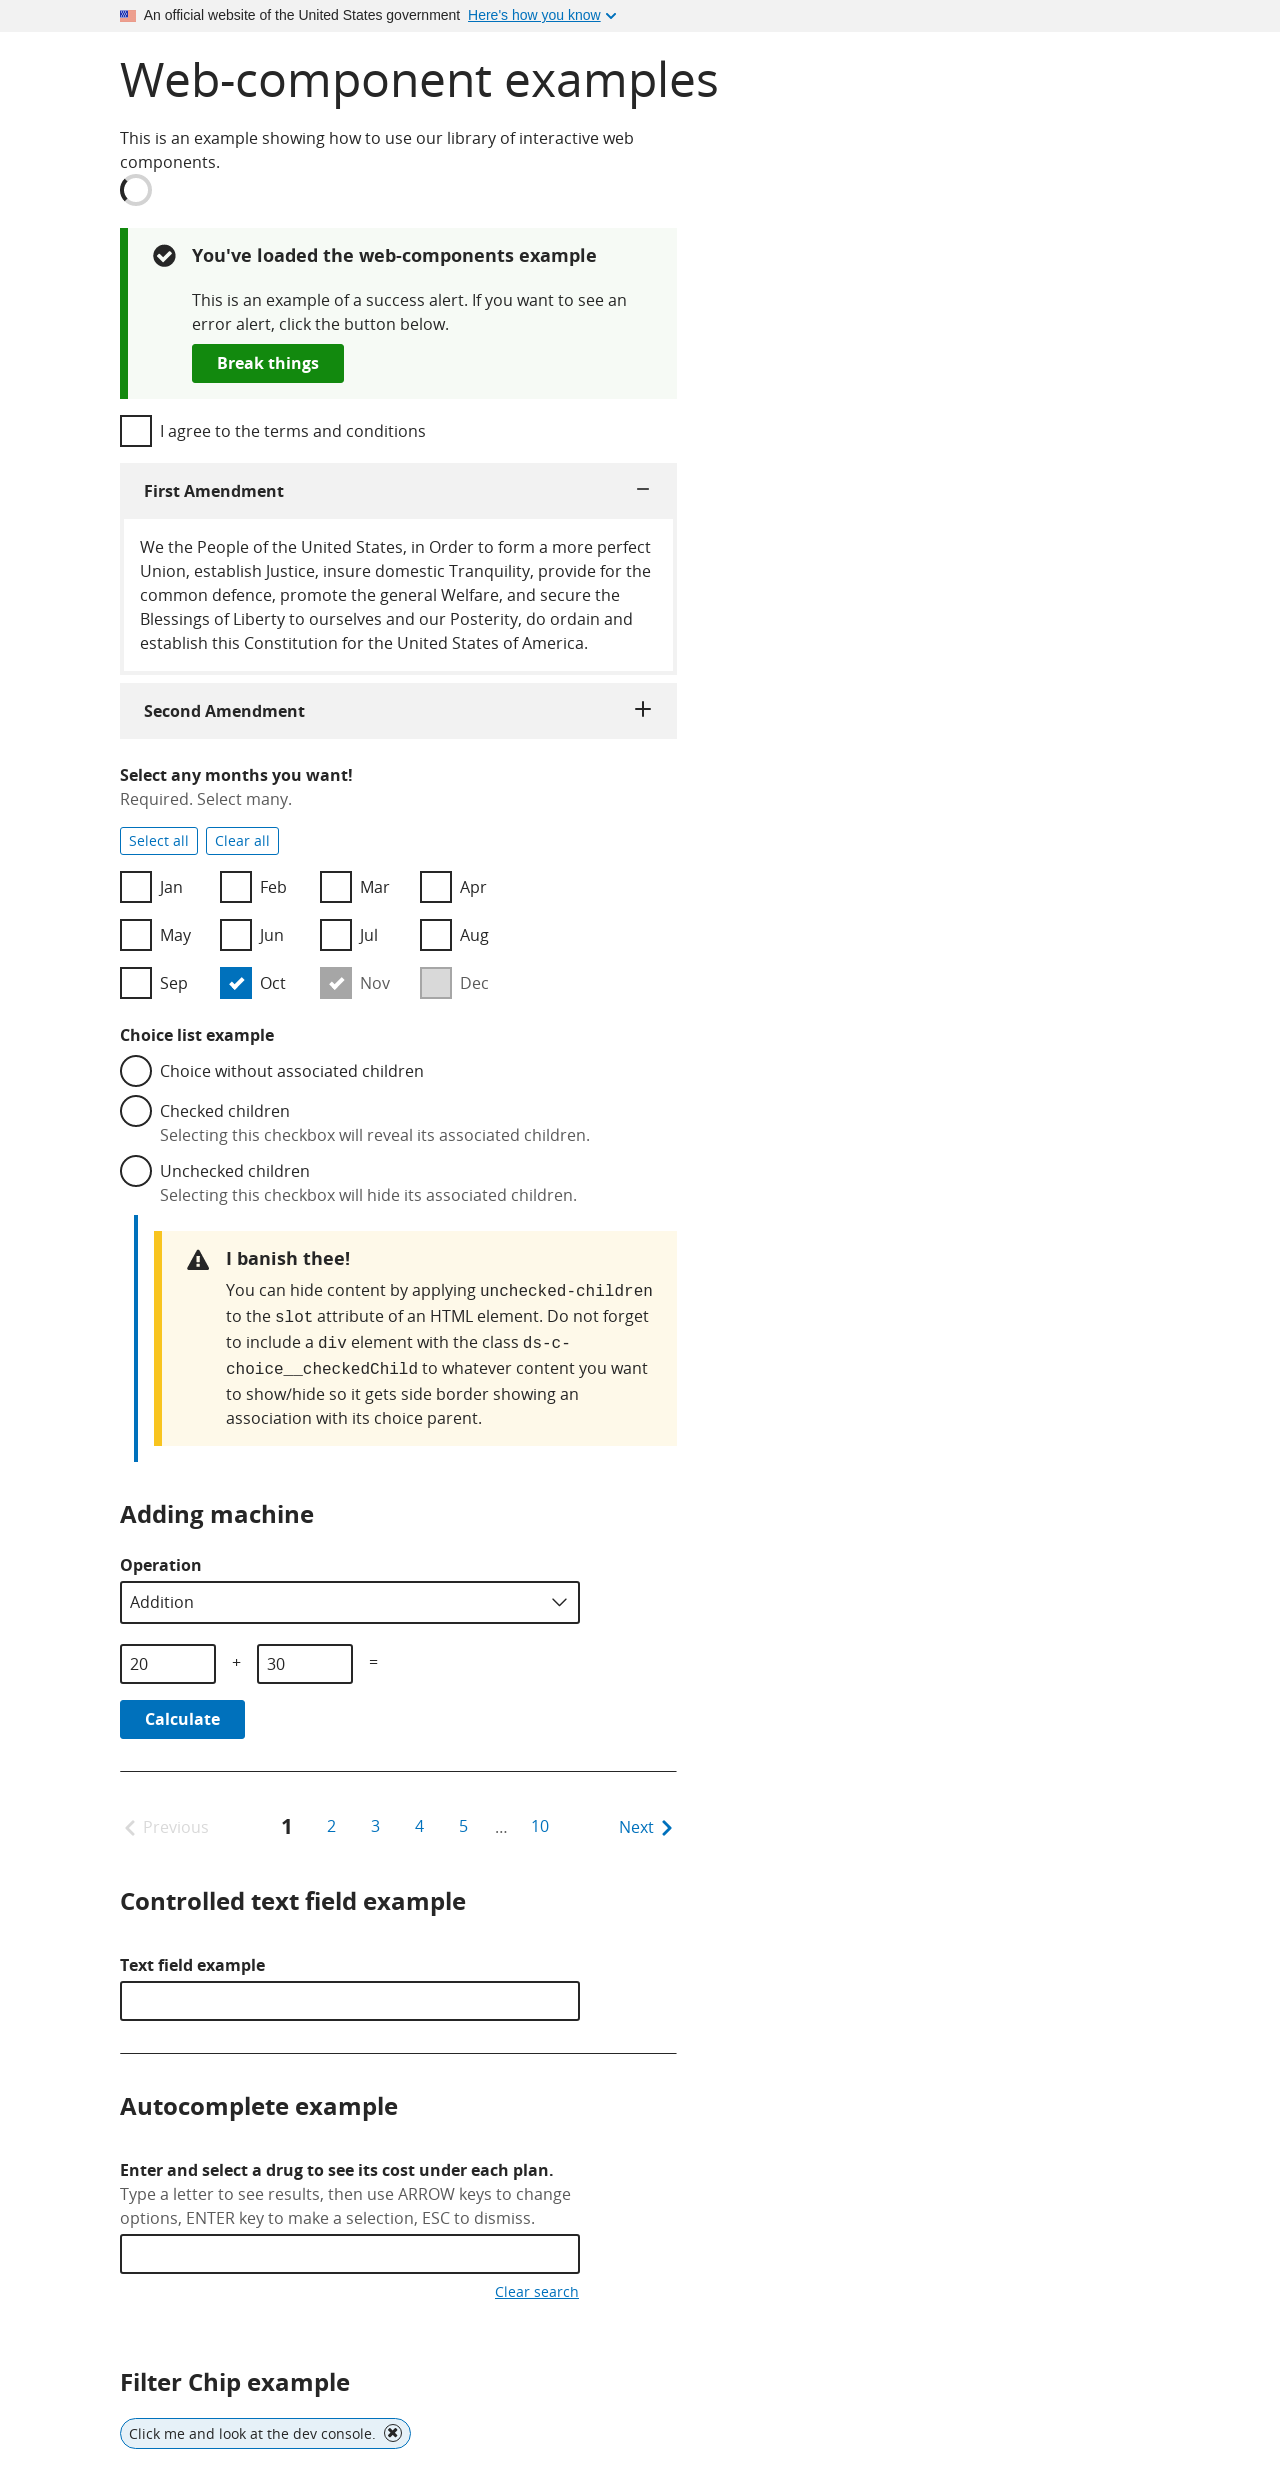 An official website of the United States government Here's how you know
Web-component examples
This is an example showing how to use our library of interactive web
components.
You've loaded the web-components example
This is an example of a success alert. If you want to see an
error alert, click the button below.
Break things
I agree to the terms and conditions
First Amendment
We the People of the United States, in Order to form a more perfect
Union, establish Justice, insure domestic Tranquility, provide for the
common defence, promote the general Welfare, and secure the
Blessings of Liberty to ourselves and our Posterity, do ordain and
establish this Constitution for the United States of America.
Second Amendment
Select any months you want!
Required. Select many.
Select all Clear all
Jan Feb Mar Apr
May Jun Jul Aug
Sep Oct Nov Dec
Choice list example
Choice without associated children
Checked children
Selecting this checkbox will reveal its associated children.
Unchecked children
Selecting this checkbox will hide its associated children.
I banish thee!
You can hide content by applying unchecked-children
to the slot attribute of an HTML element. Do not forget
to include a div element with the class ds-c-
choice__checkedChild to whatever content you want
to show/hide so it gets side border showing an
association with its choice parent.
Adding machine
Operation
Addition
20 + 30 =
Calculate
Previous 1 2 3 4 5 … 10 Next
Controlled text field example
Text field example
Autocomplete example
Enter and select a drug to see its cost under each plan.
Type a letter to see results, then use ARROW keys to change
options, ENTER key to make a selection, ESC to dismiss.
Clear search
Filter Chip example
Click me and look at the dev console.